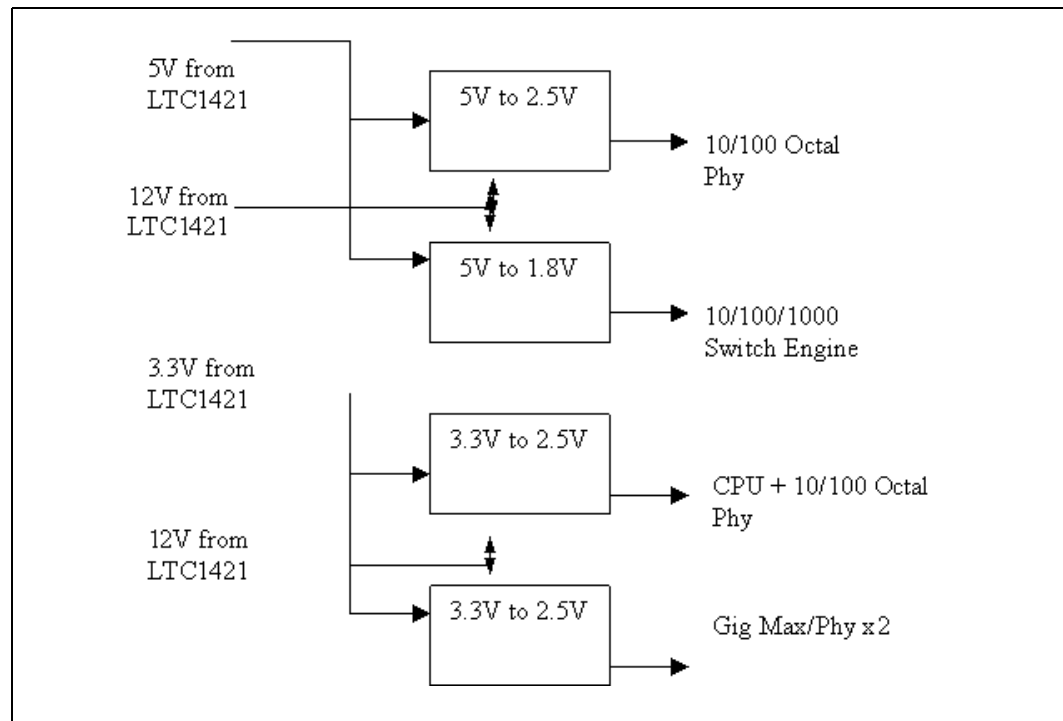 5V from
LTC1421
5V to 2.5V
10/100 Octal
Phy
12V from
LTC1421
5V to 1.8V
10/100/1000
Switch Engine
3.3V from
LTC1421
3.3V to 2.5V
CPU + 10/100 Octal
Phy
12V from
LTC1421
3.3V to 2.5V
Gig Max/Phy x2